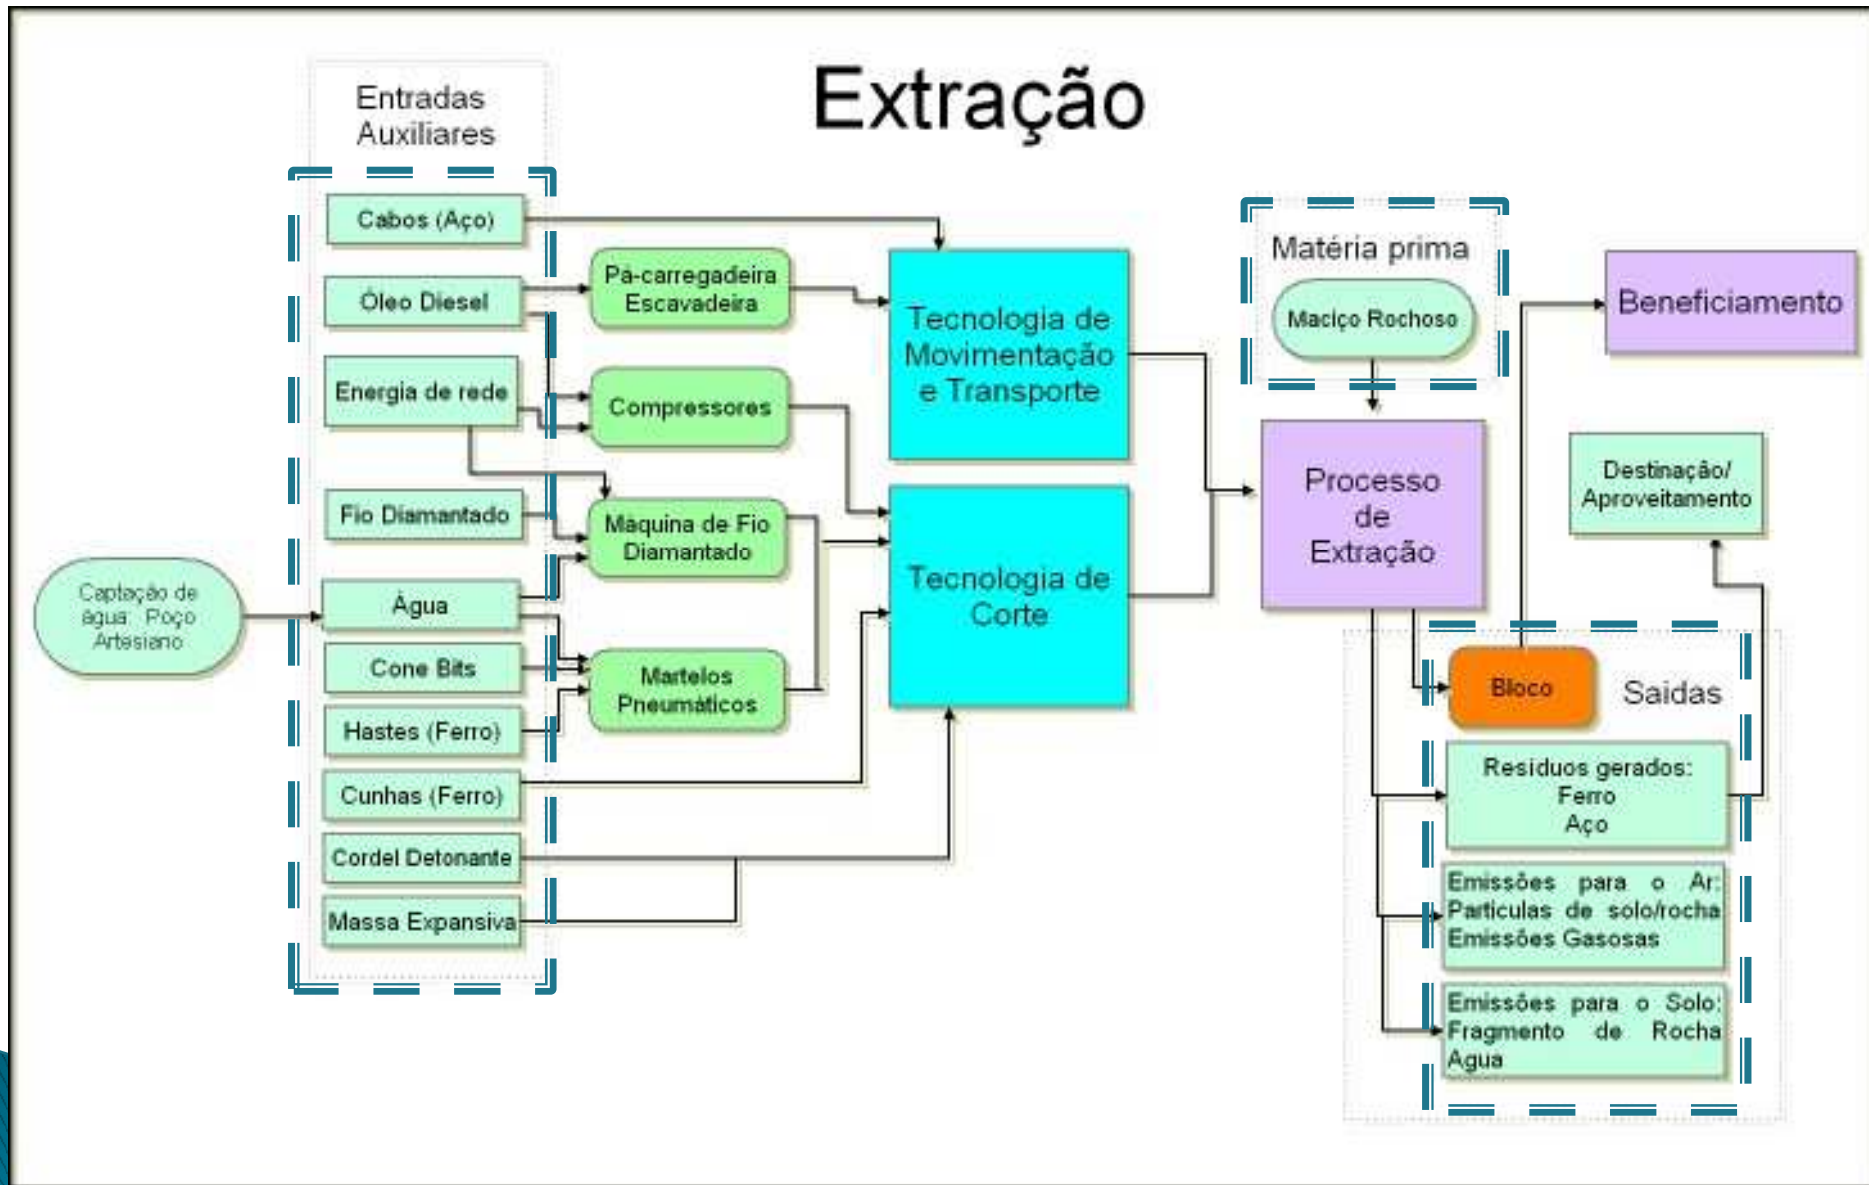 Extração
Entradas
Auxiliares
Cabos (Aço)
Óleo Diesel
Energia de rede
Fio Diamantado
Captação de
água: Poço
Artesiano
Água
Cone Bits
Hastes (Ferro)
Cunhas (Ferro)
Cordel Detonante
Massa Expansiva
Pá-carregadeira
Escavadeira
Compressores
Máquina de Fio
Diamantado
Martelos
Pneumáticos
Tecnologia de
Movimentação
e Transporte
Tecnologia de
Corte
Matéria prima
Maciço Rochoso
Processo
de
Extração
Beneficiamento
Destinação/
Aproveitamento
Bloco
Saidas
Resíduos gerados:
Ferro
Aço
Emissões para o Ar:
Particulas de solo/rocha
Emissões Gasosas
Emissões para o Solo:
Fragmento de Rocha
Agua